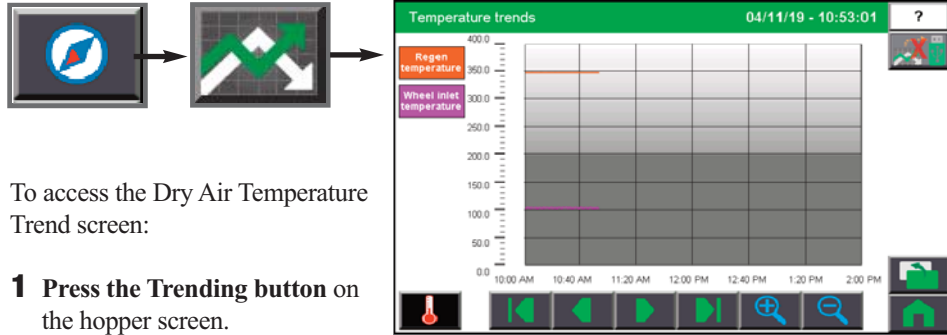 Temperature trends 04/11/19 - 10:53:01 ?
400.0
Regen
temperature
350.0
Wheel inlet
temperature
300.0
250.0
200.0
150.0
100.0
50.0
0.0
10:00 AM 10:40 AM 11:20 AM 12:00 PM 12:40 PM 1:20 PM 2:00 PM
To access the Dry Air Temperature
Trend screen:
1 Press the Trending button on
the hopper screen.